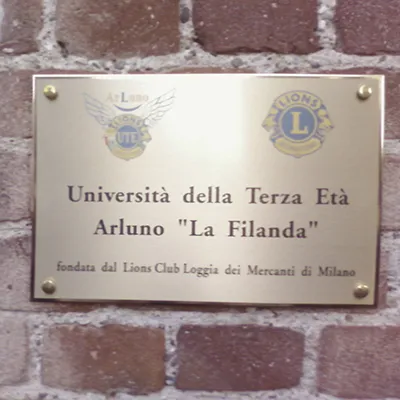 ArLuno
LIONS
UTE
LIONS
L
Università della Terza Età
Arluno "La Filanda"
fondata dal Lions Club Loggia dei Mercanti di Milano